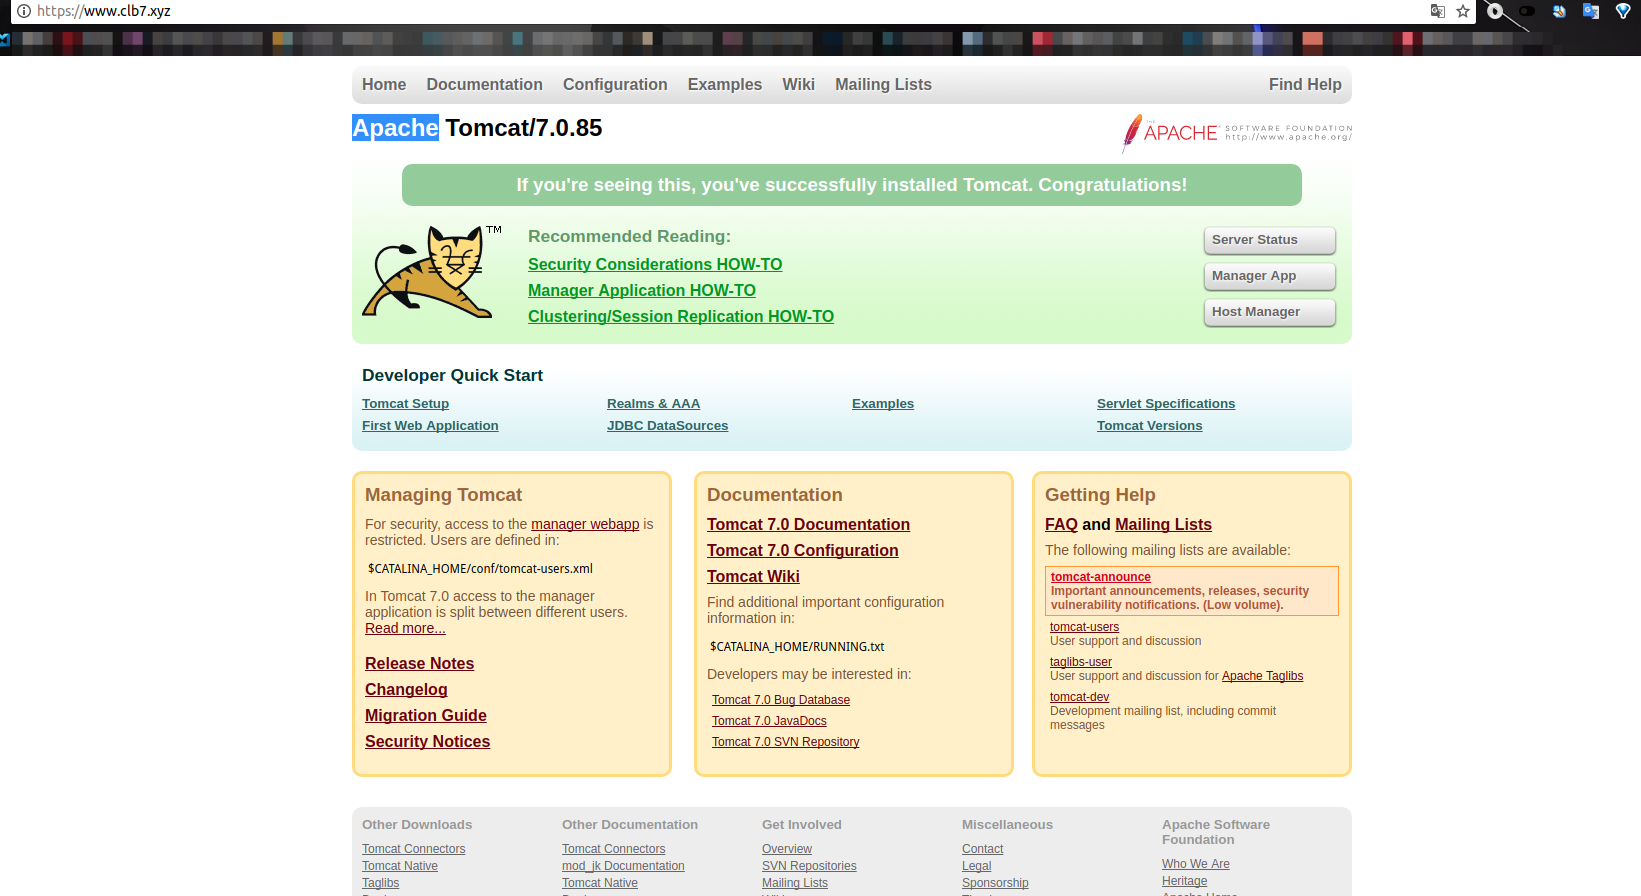 https://www.clb7.xyz
Home Documentation Configuration Examples Wiki Mailing Lists Find Help
Apache Tomcat/7.0.85
THE APACHE SOFTWARE FOUNDATION
http://www.apache.org/
If you're seeing this, you've successfully installed Tomcat. Congratulations!
TM
Recommended Reading:
Security Considerations HOW-TO
Manager Application HOW-TO
Clustering/Session Replication HOW-TO
Server Status
Manager App
Host Manager
Developer Quick Start
Tomcat Setup
First Web Application
Realms & AAA
JDBC DataSources
Examples
Servlet Specifications
Tomcat Versions
Managing Tomcat
For security, access to the manager webapp is
restricted. Users are defined in:
$CATALINA_HOME/conf/tomcat-users.xml
In Tomcat 7.0 access to the manager
application is split between different users.
Read more...
Release Notes
Changelog
Migration Guide
Security Notices
Documentation
Tomcat 7.0 Documentation
Tomcat 7.0 Configuration
Tomcat Wiki
Find additional important configuration
information in:
$CATALINA_HOME/RUNNING.txt
Developers may be interested in:
Tomcat 7.0 Bug Database
Tomcat 7.0 JavaDocs
Tomcat 7.0 SVN Repository
Getting Help
FAQ and Mailing Lists
The following mailing lists are available:
tomcat-announce
Important announcements, releases, security
vulnerability notifications. (Low volume).
tomcat-users
User support and discussion
taglibs-user
User support and discussion for Apache Taglibs
tomcat-dev
Development mailing list, including commit
messages
Other Downloads
Tomcat Connectors
Tomcat Native
Taglibs
Other Documentation
Tomcat Connectors
mod_jk Documentation
Tomcat Native
Get Involved
Overview
SVN Repositories
Mailing Lists
Miscellaneous
Contact
Legal
Sponsorship
Apache Software
Foundation
Who We Are
Heritage